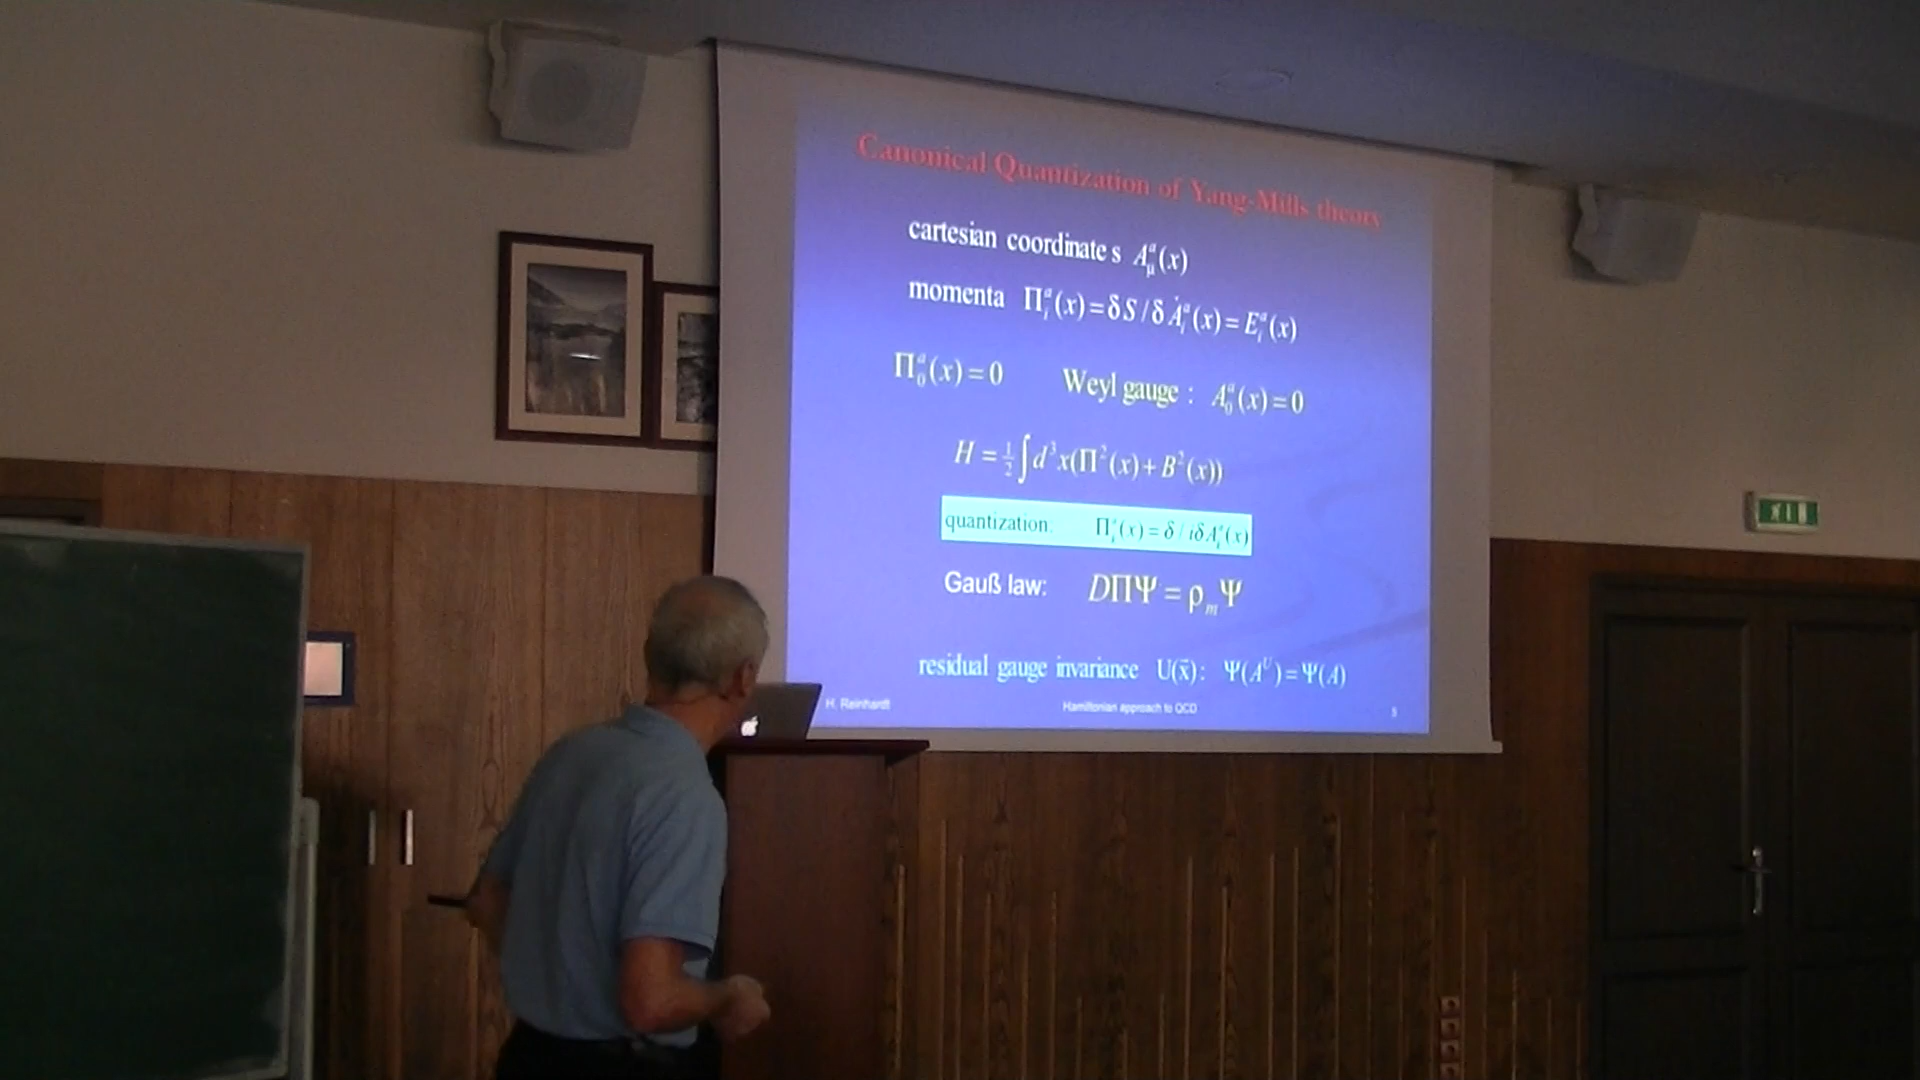 Canonical Quantization of Yang-Mills theory
cartesian coordinate s A^a_μ(x)
momenta Π^a_i(x)=δS/δȦ^a_i(x)=E^a_i(x)
Π^a_0(x)=0 Weyl gauge : A^a_0(x)=0
H=½∫d³x(Π²(x)+B²(x))
quantization: Π^a_i(x)=δ/iδA^a_i(x)
Gauß law: DΠΨ=ρ_mΨ
residual gauge invariance U(x⃗): Ψ(A^U)=Ψ(A)
H. Reinhardt Hamiltonian approach to QCD